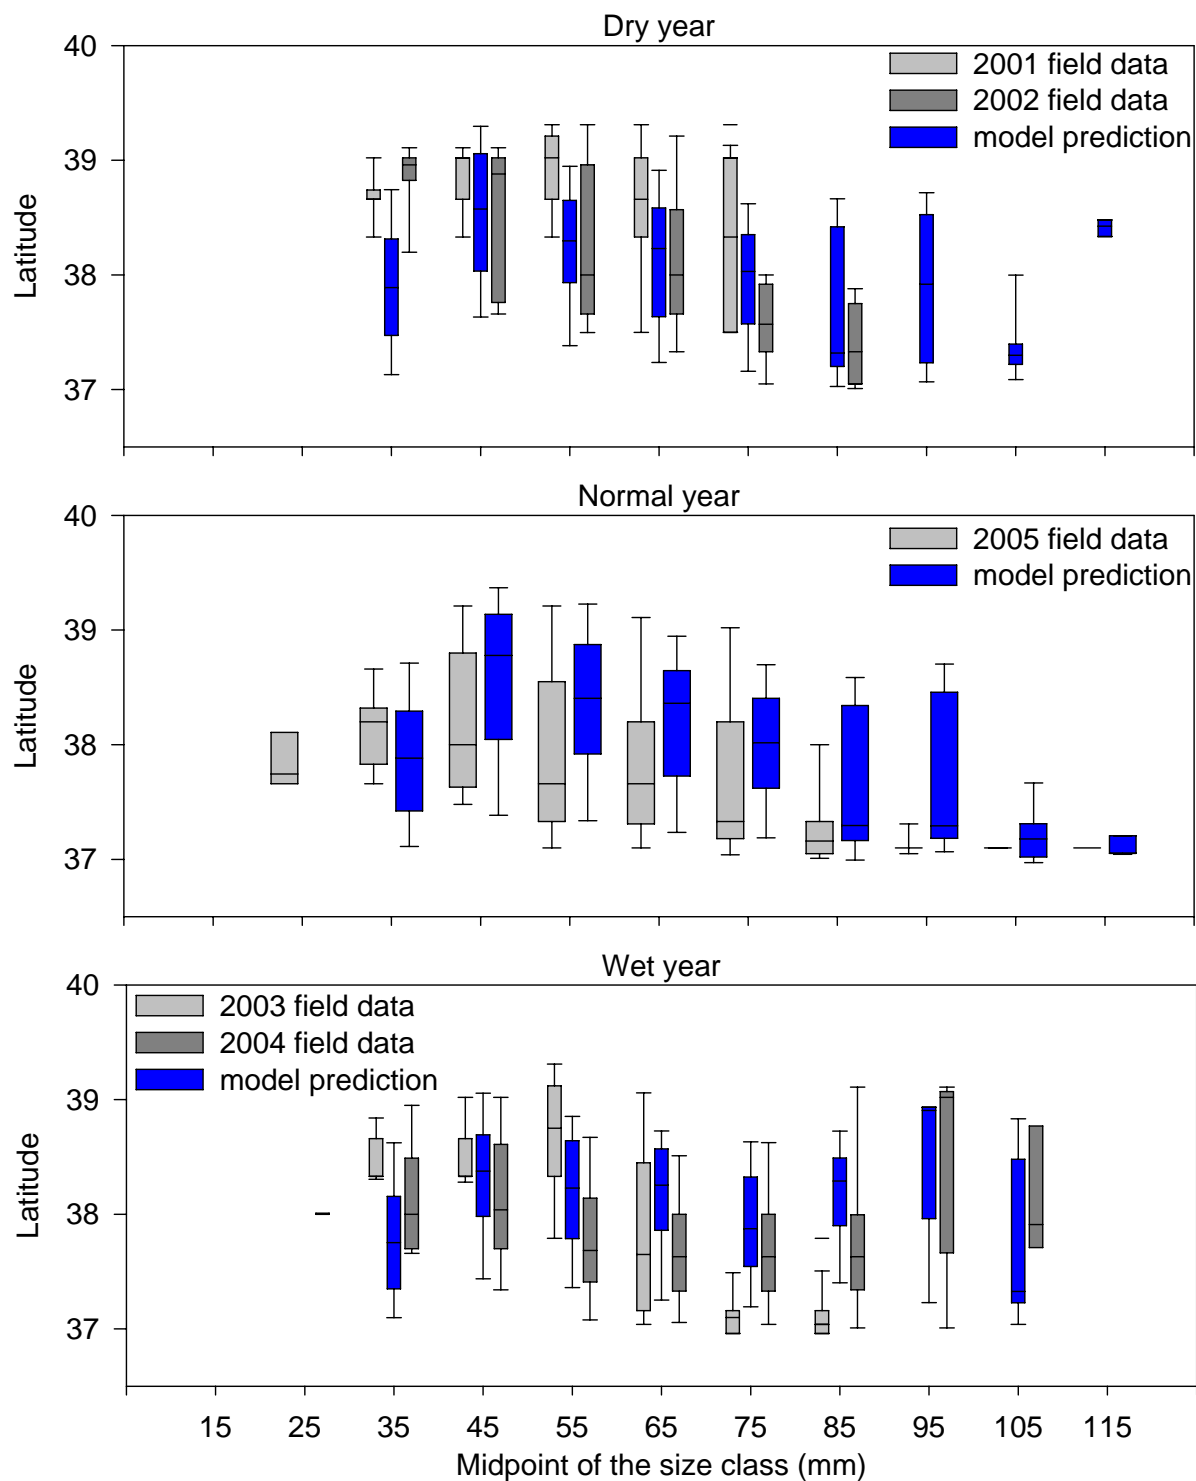 Dry year
40
39
38
37
Latitude
2001 field data
2002 field data
model prediction
Normal year
40
39
38
37
Latitude
2005 field data
model prediction
Wet year
40
39
38
37
Latitude
2003 field data
2004 field data
model prediction
15 25 35 45 55 65 75 85 95 105 115
Midpoint of the size class (mm)